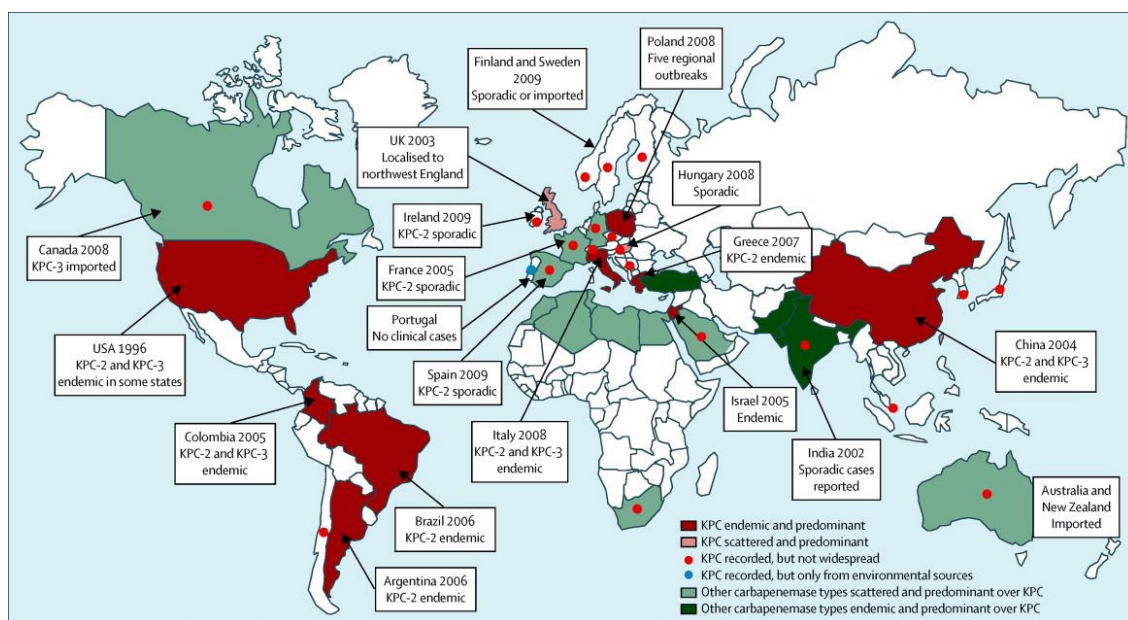 Poland 2008
Five regional
outbreaks
Finland and Sweden
2009
Sporadic or imported
UK 2003
Localised to
northwest England
Hungary 2008
Sporadic
Ireland 2009
KPC-2 sporadic
Greece 2007
KPC-2 endemic
Canada 2008
KPC-3 imported
France 2005
KPC-2 sporadic
Portugal
No clinical cases
USA 1996
KPC-2 and KPC-3
endemic in some states
China 2004
KPC-2 and KPC-3
endemic
Spain 2009
KPC-2 sporadic
Israel 2005
Endemic
Colombia 2005
KPC-2 and KPC-3
endemic
Italy 2008
KPC-2 and KPC-3
endemic
India 2002
Sporadic cases
reported
Brazil 2006
KPC-2 endemic
Australia and
New Zealand
Imported
Argentina 2006
KPC-2 endemic
KPC endemic and predominant
KPC scattered and predominant
KPC recorded, but not widespread
KPC recorded, but only from environmental sources
Other carbapenemase types scattered and predominant over KPC
Other carbapenemase types endemic and predominant over KPC